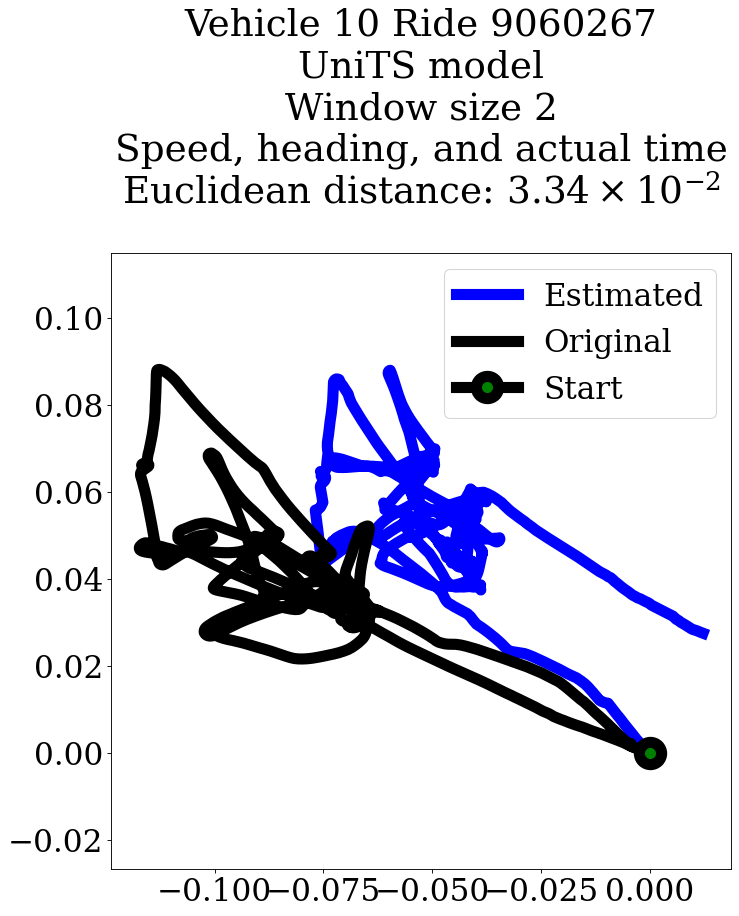 Vehicle 10 Ride 9060267
UniTS model
Window size 2
Speed, heading, and actual time
Euclidean distance: 3.34 × 10⁻²
Estimated
Original
Start
0.10
0.08
0.06
0.04
0.02
0.00
−0.02
−0.100 −0.075 −0.050 −0.025 0.000